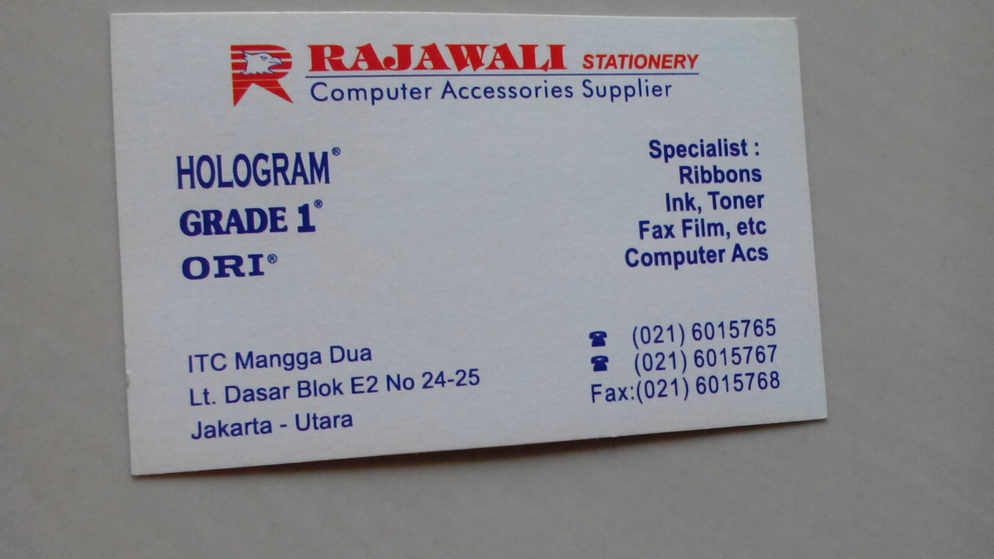 RAJAWALI STATIONERY
Computer Accessories Supplier
HOLOGRAM®
GRADE 1®
ORI®
Specialist :
Ribbons
Ink, Toner
Fax Film, etc
Computer Acs
ITC Mangga Dua
Lt. Dasar Blok E2 No 24-25
Jakarta - Utara
☎ (021) 6015765
☎ (021) 6015767
Fax:(021) 6015768